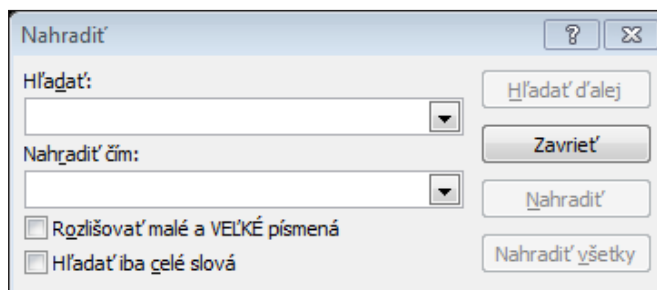 Nahradiť
Hľadať:
Hľadať ďalej
Zavrieť
Nahradiť čím:
Nahradiť
Rozlišovať malé a VEĽKÉ písmená
Hľadať iba celé slová
Nahradiť všetky